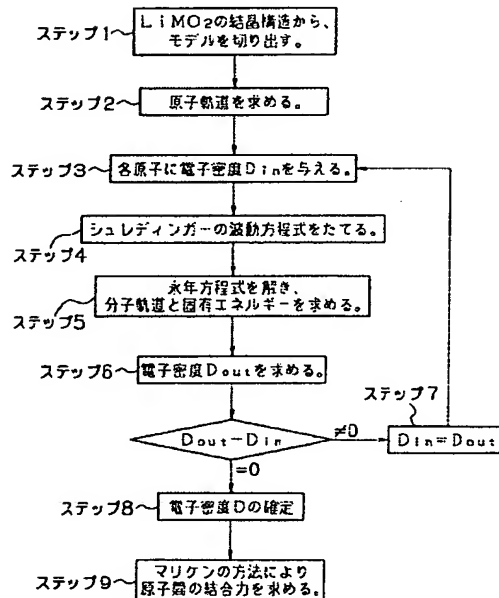 ステップ1
LiMO2の結晶構造から、
モデルを切り出す。
ステップ2
原子軌道を求める。
ステップ3
各原子に電子密度Dinを与える。
シュレディンガーの波動方程式をたてる。
ステップ4
永年方程式を解き、
分子軌道と固有エネルギーを求める。
ステップ5
ステップ6
電子密度Doutを求める。
ステップ7
Dout-Din
≠0
Din=Dout
=0
ステップ8
電子密度Dの確定
ステップ9
マリケンの方法により
原子間の結合力を求める。